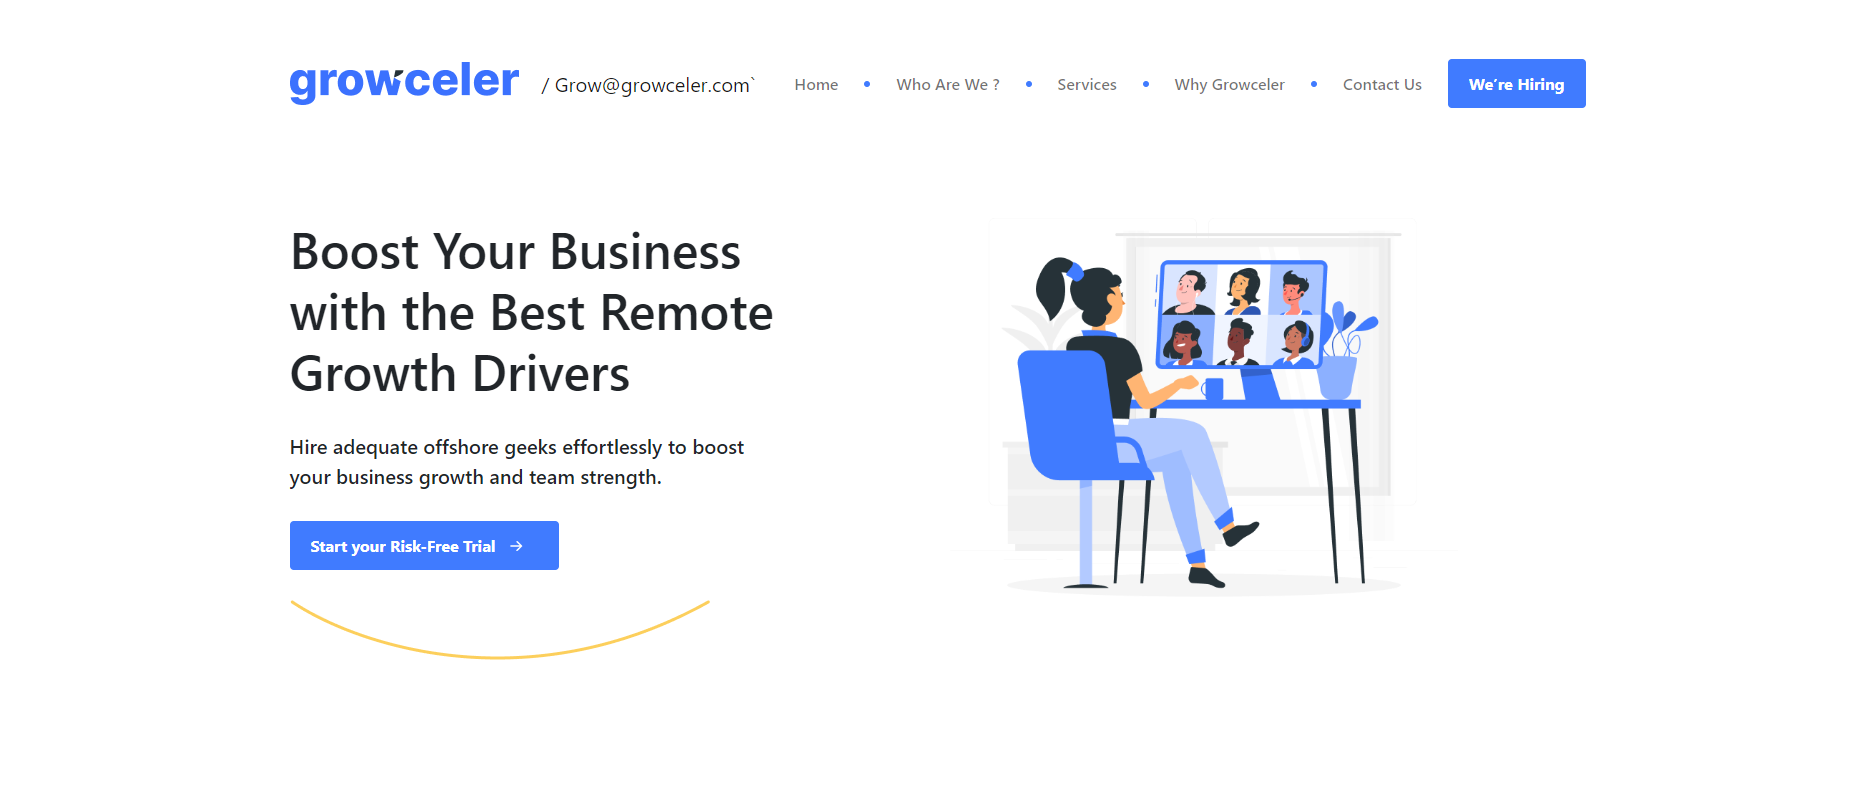 growceler / Grow@growceler.com` Home Who Are We ? Services Why Growceler Contact Us We’re Hiring
Boost Your Business
with the Best Remote
Growth Drivers
Hire adequate offshore geeks effortlessly to boost
your business growth and team strength.
Start your Risk-Free Trial →